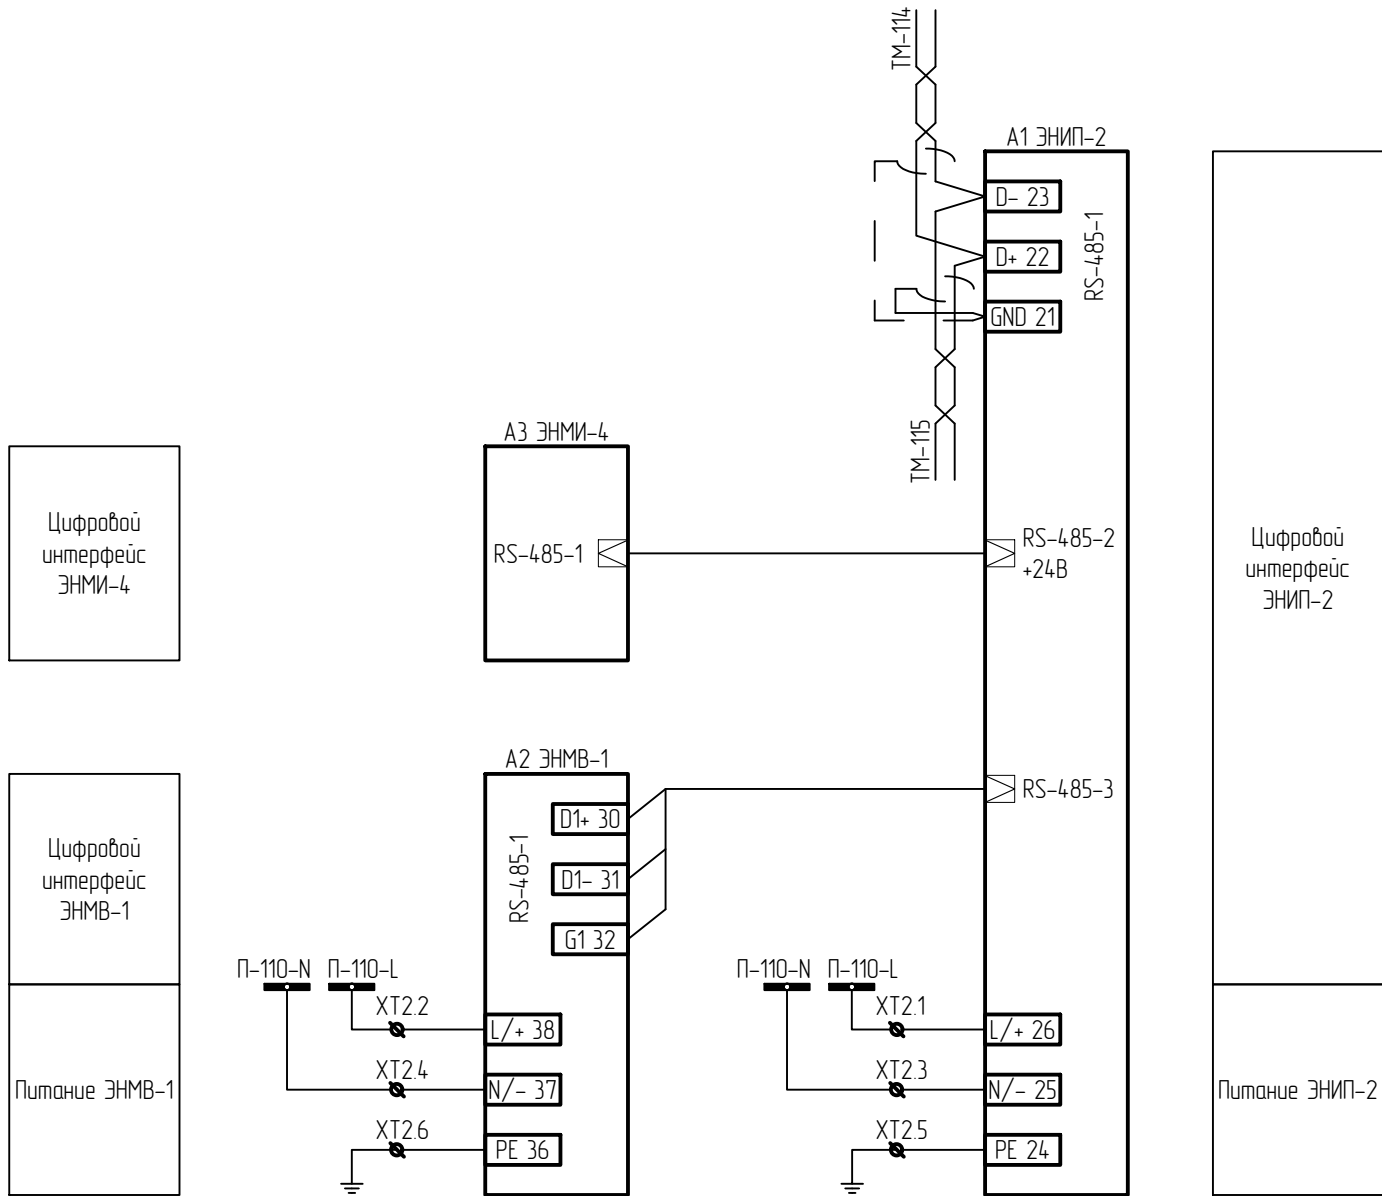 ТМ-114
А1 ЭНИП-2
D- 23
D+ 22
GND 21
RS-485-1
ТМ-115
Цифровой
интерфейс
ЭНМИ-4
А3 ЭНМИ-4
RS-485-1
RS-485-2
+24В
Цифровой
интерфейс
ЭНИП-2
А2 ЭНМВ-1
RS-485-3
Цифровой
интерфейс
ЭНМВ-1
RS-485-1
D1+ 30
D1- 31
G1 32
П-110-N
П-110-L
XT2.2
L/+ 38
XT2.4
N/- 37
XT2.6
PE 36
Питание ЭНМВ-1
П-110-N
П-110-L
XT2.1
L/+ 26
XT2.3
N/- 25
XT2.5
PE 24
Питание ЭНИП-2